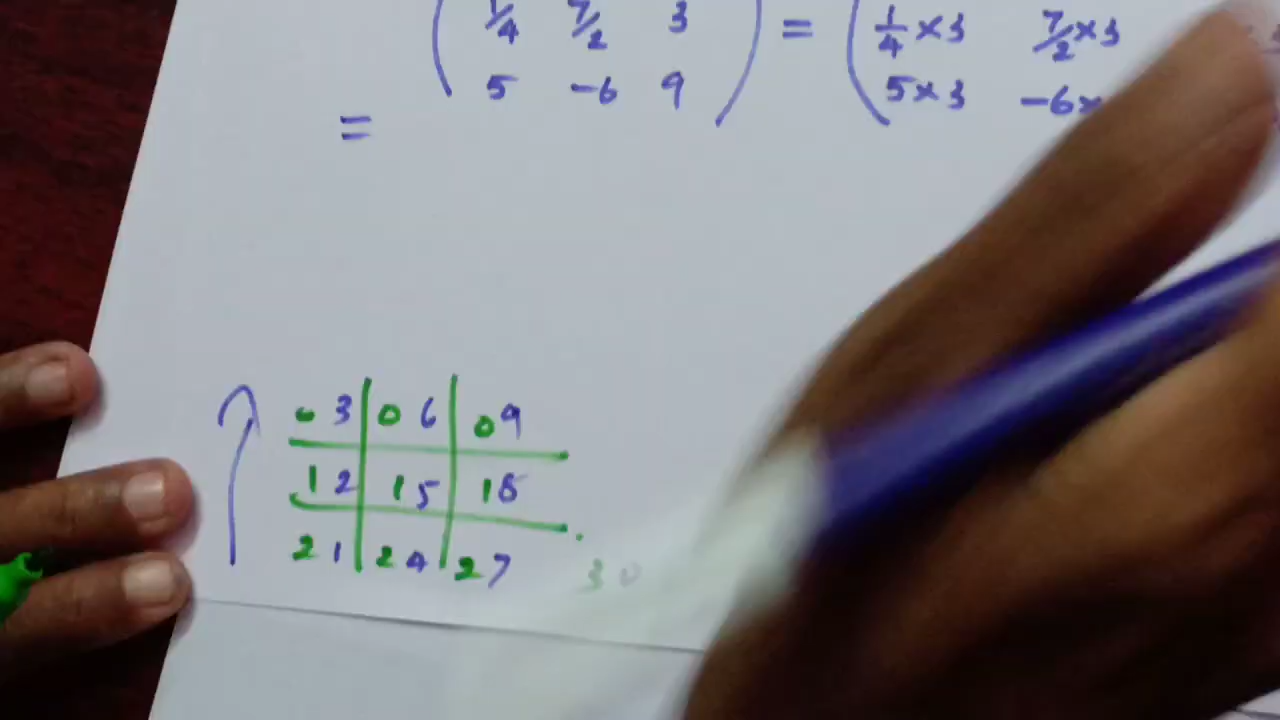 1/4 7/2 3 = 1/4 × 3 7/2 × 3
5 -6 9 5 × 3 -6 ×
=
03 06 09
12 15 18
21 24 27 30